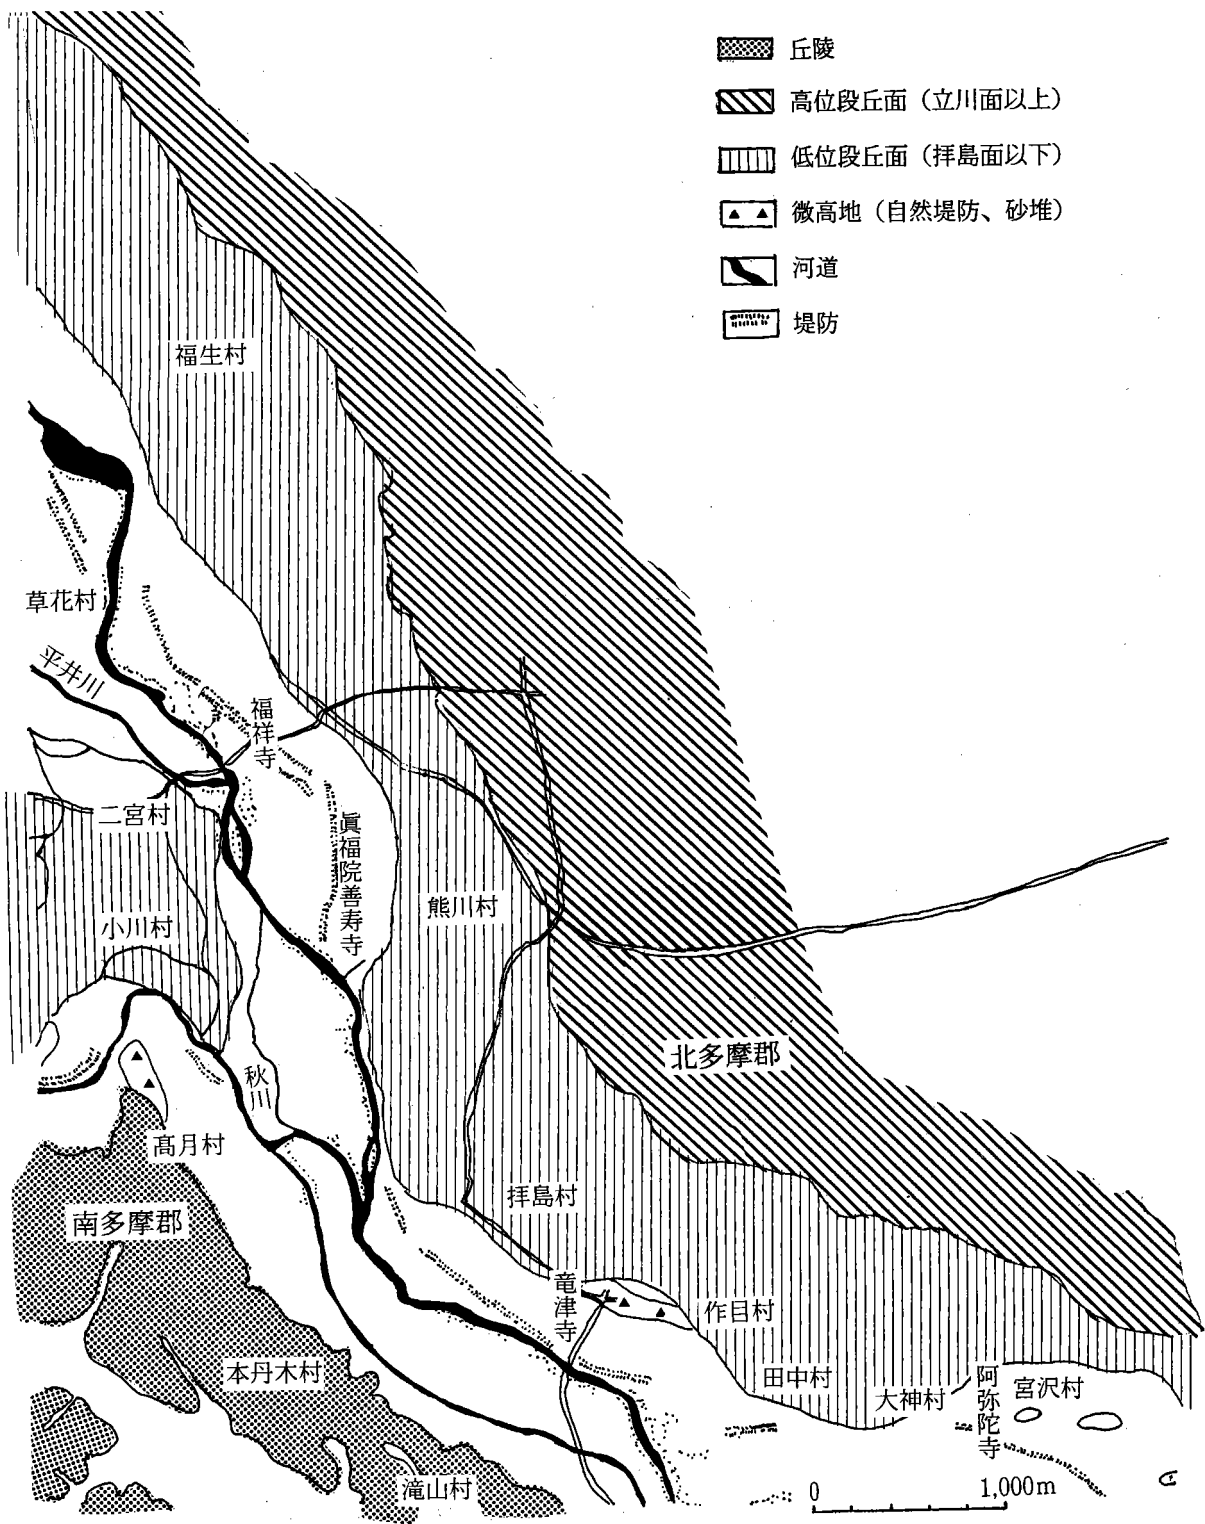 丘陵
高位段丘面（立川面以上）
低位段丘面（拝島面以下）
微高地（自然堤防、砂堆）
河道
堤防
福生村
草花村
平井川
福祥寺
二宮村
眞福院善寿寺
熊川村
小川村
北多摩郡
秋川
髙月村
拝島村
南多摩郡
竜津寺
作目村
本丹木村
田中村
大神村
阿弥陀寺
宮沢村
滝山村
0 1,000m